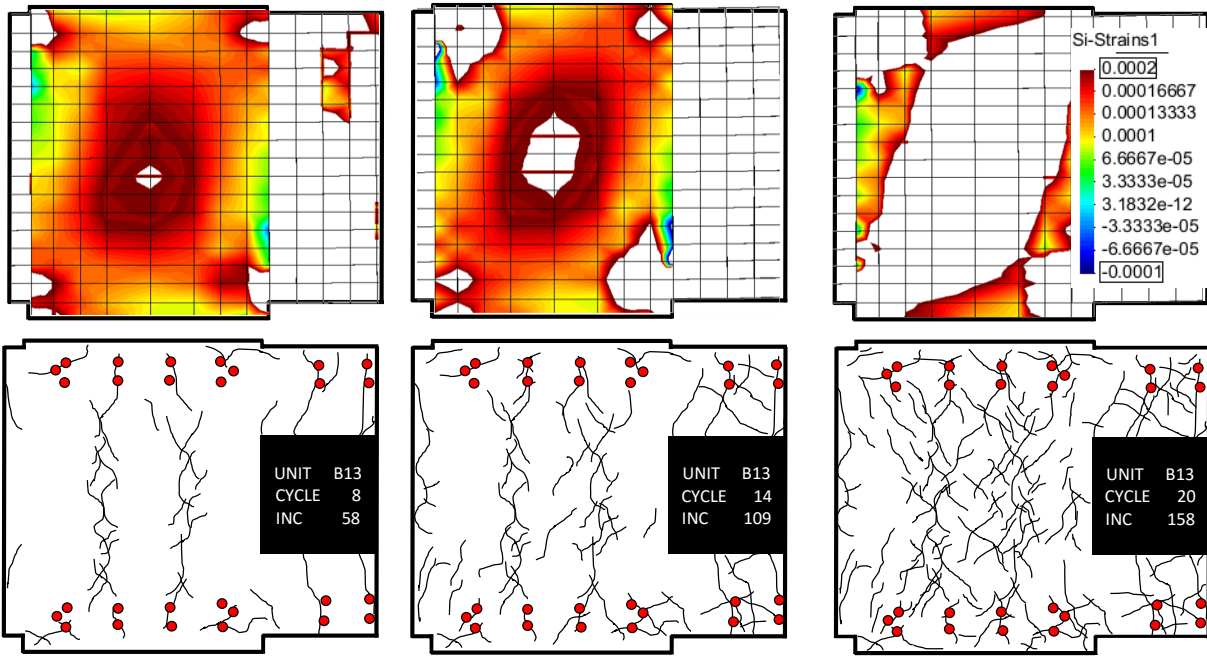 Si-Strains1
0.0002
0.00016667
0.00013333
0.0001
6.6667e-05
3.3333e-05
3.1832e-12
-3.3333e-05
-6.6667e-05
-0.0001
UNIT B13
CYCLE 8
INC 58
UNIT B13
CYCLE 14
INC 109
UNIT B13
CYCLE 20
INC 158